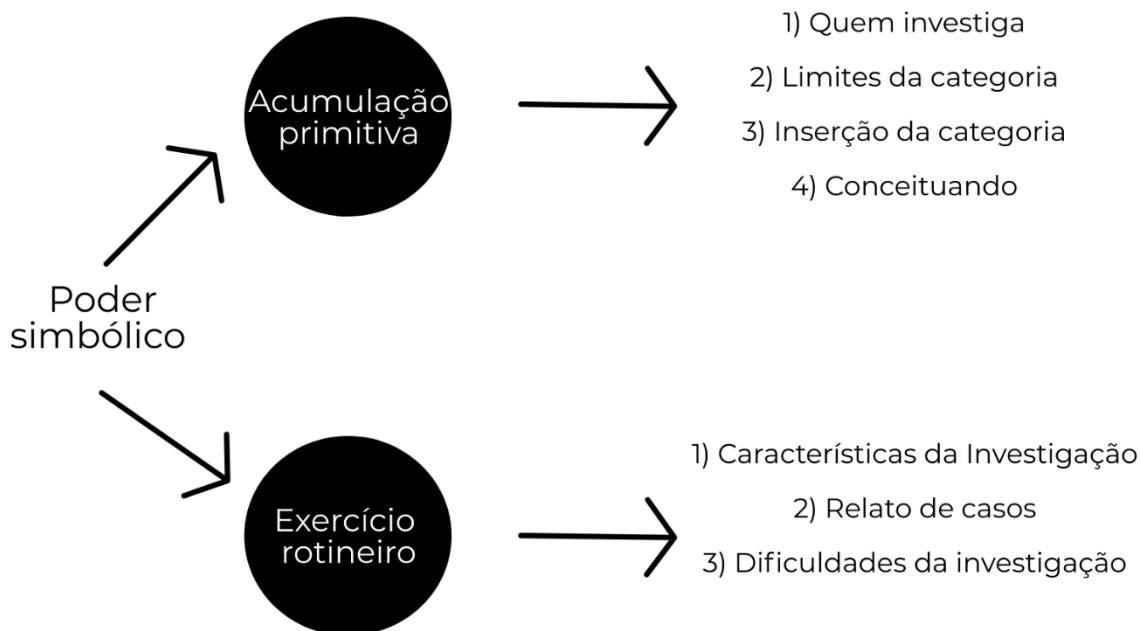 Poder
simbólico
Acumulação
primitiva
1) Quem investiga
2) Limites da categoria
3) Inserção da categoria
4) Conceituando
Exercício
rotineiro
1) Características da Investigação
2) Relato de casos
3) Dificuldades da investigação